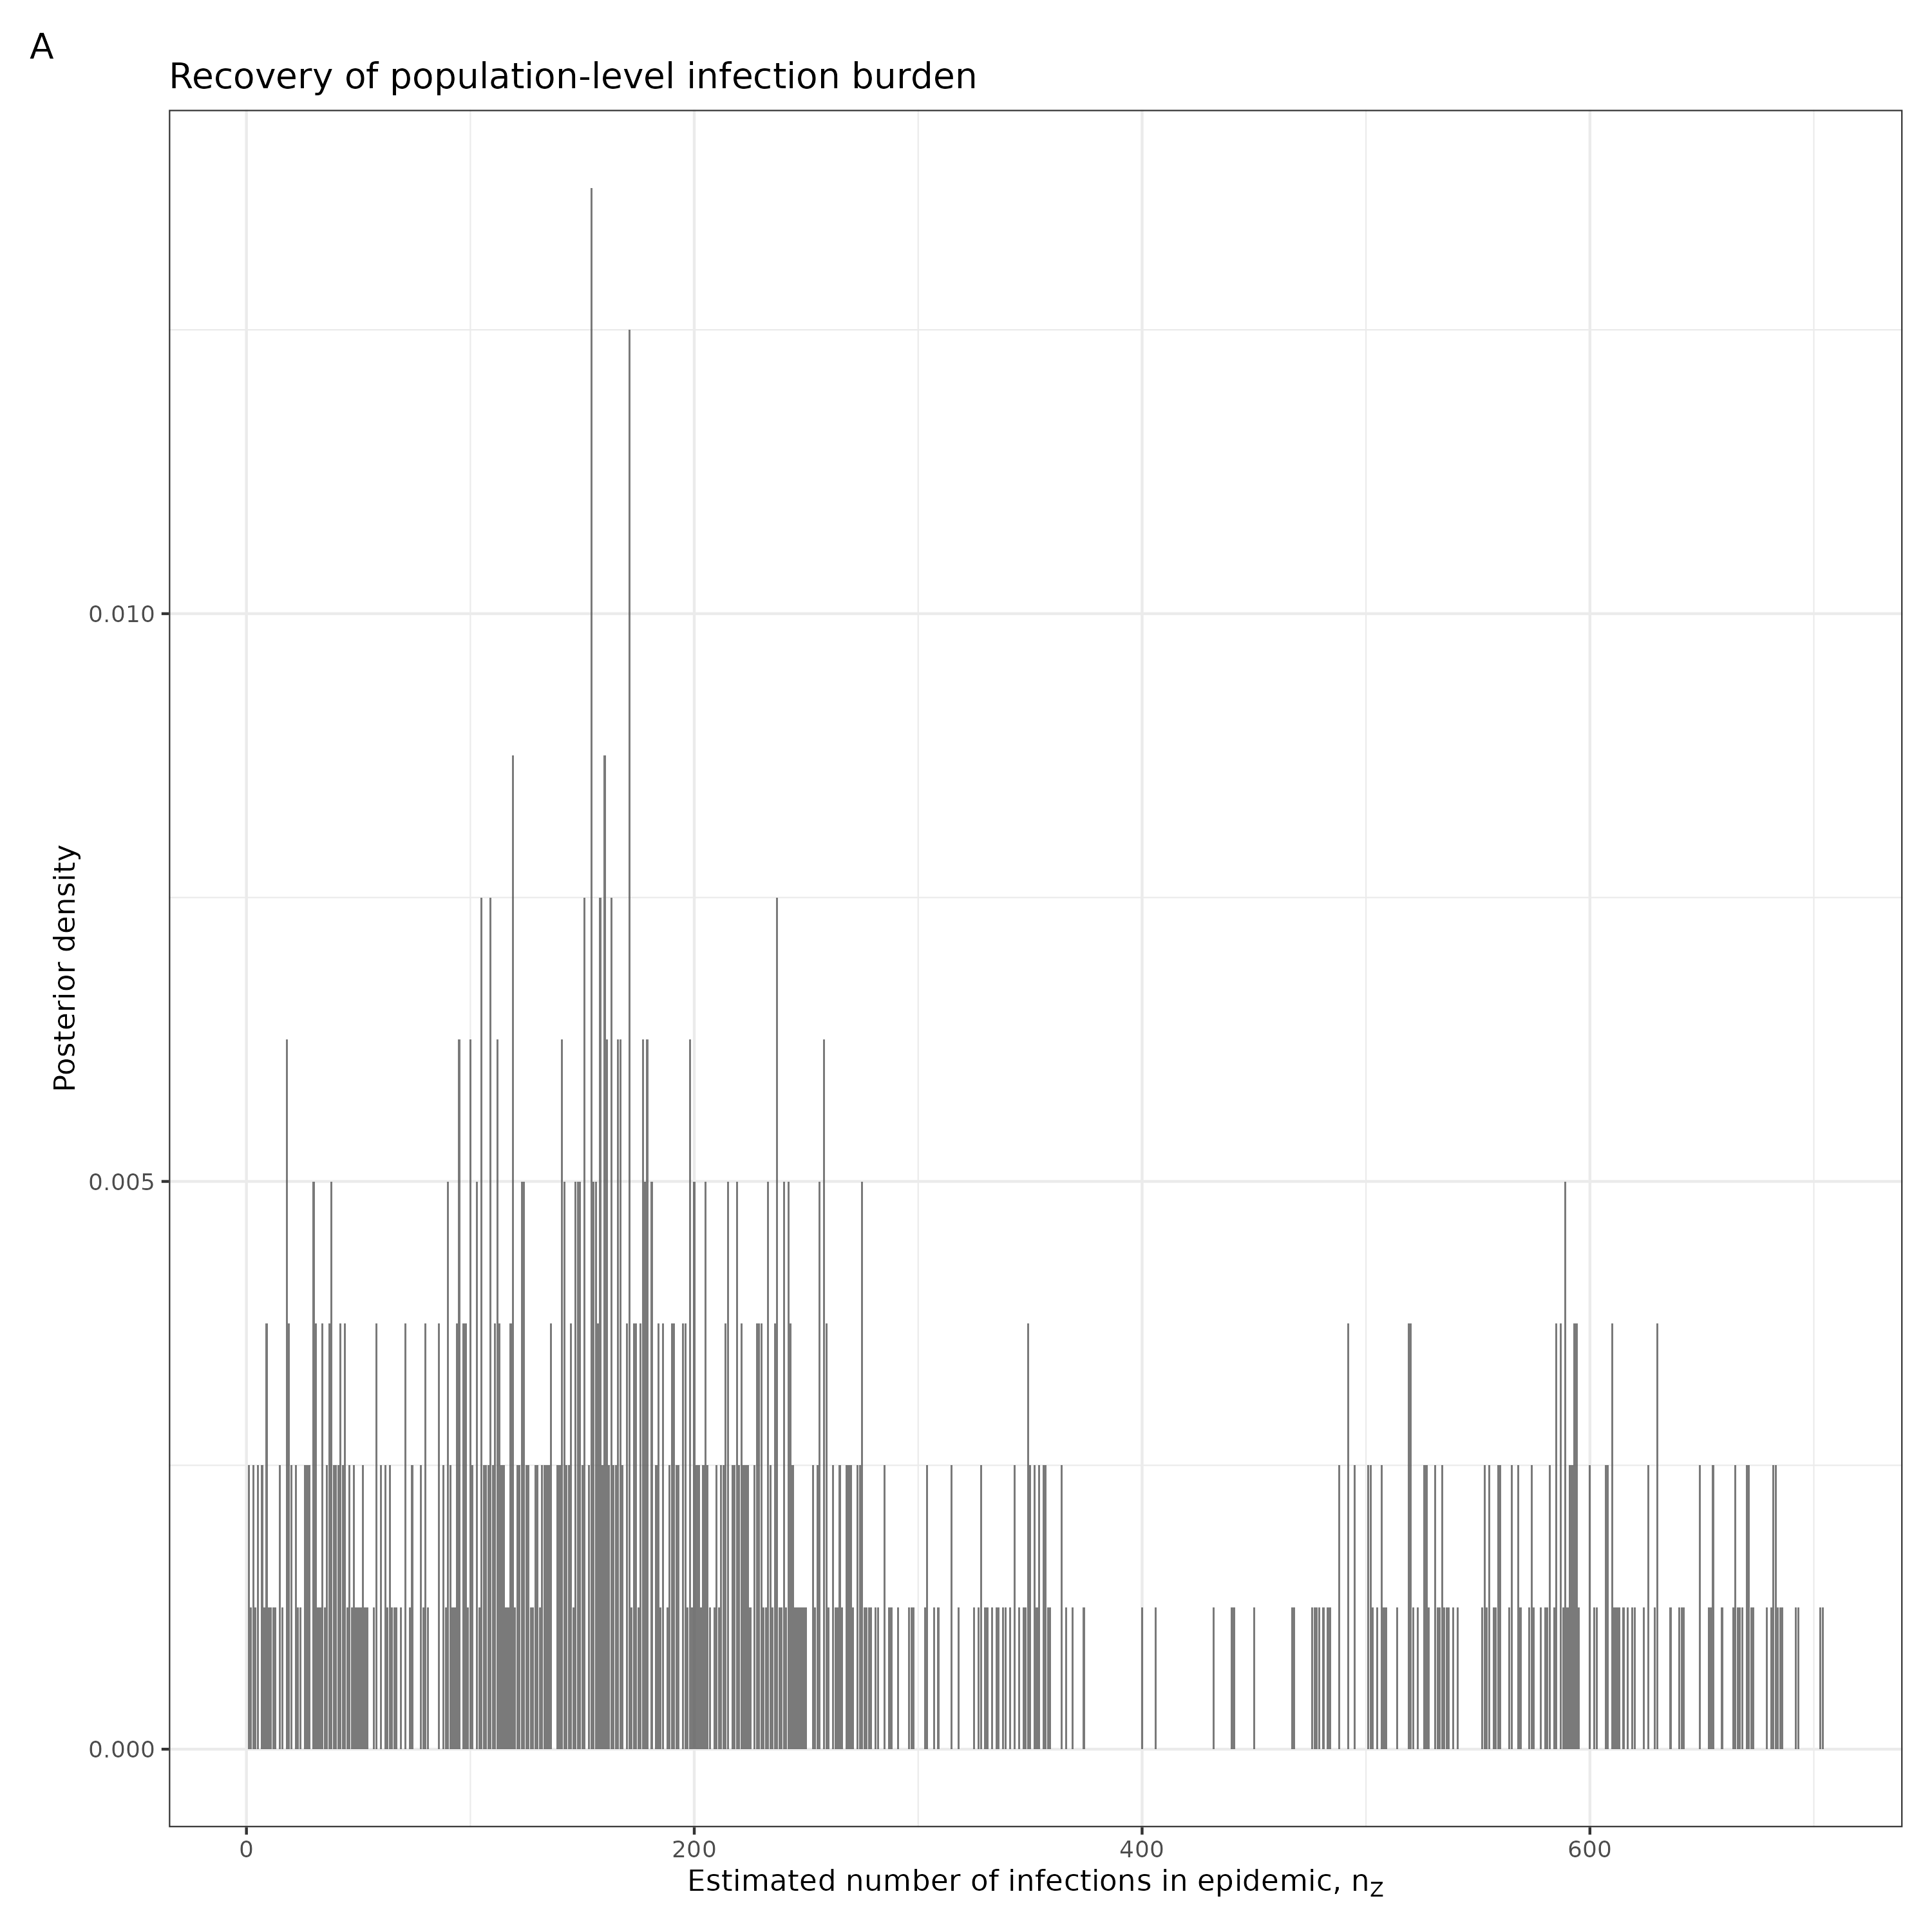 A
Recovery of population-level infection burden
Posterior density
0.010
0.005
0.000
0 200 400 600
Estimated number of infections in epidemic, nZ